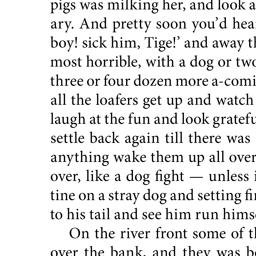 pigs was milking her, and look a
ary. And pretty soon you’d hea
boy! sick him, Tige!’ and away t
most horrible, with a dog or two
three or four dozen more a-comi
all the loafers get up and watch
laugh at the fun and look gratefu
settle back again till there was
anything wake them up all over
over, like a dog fight — unless i
tine on a stray dog and setting fi
to his tail and see him run hims
On the river front some of th
over the bank, and they was b